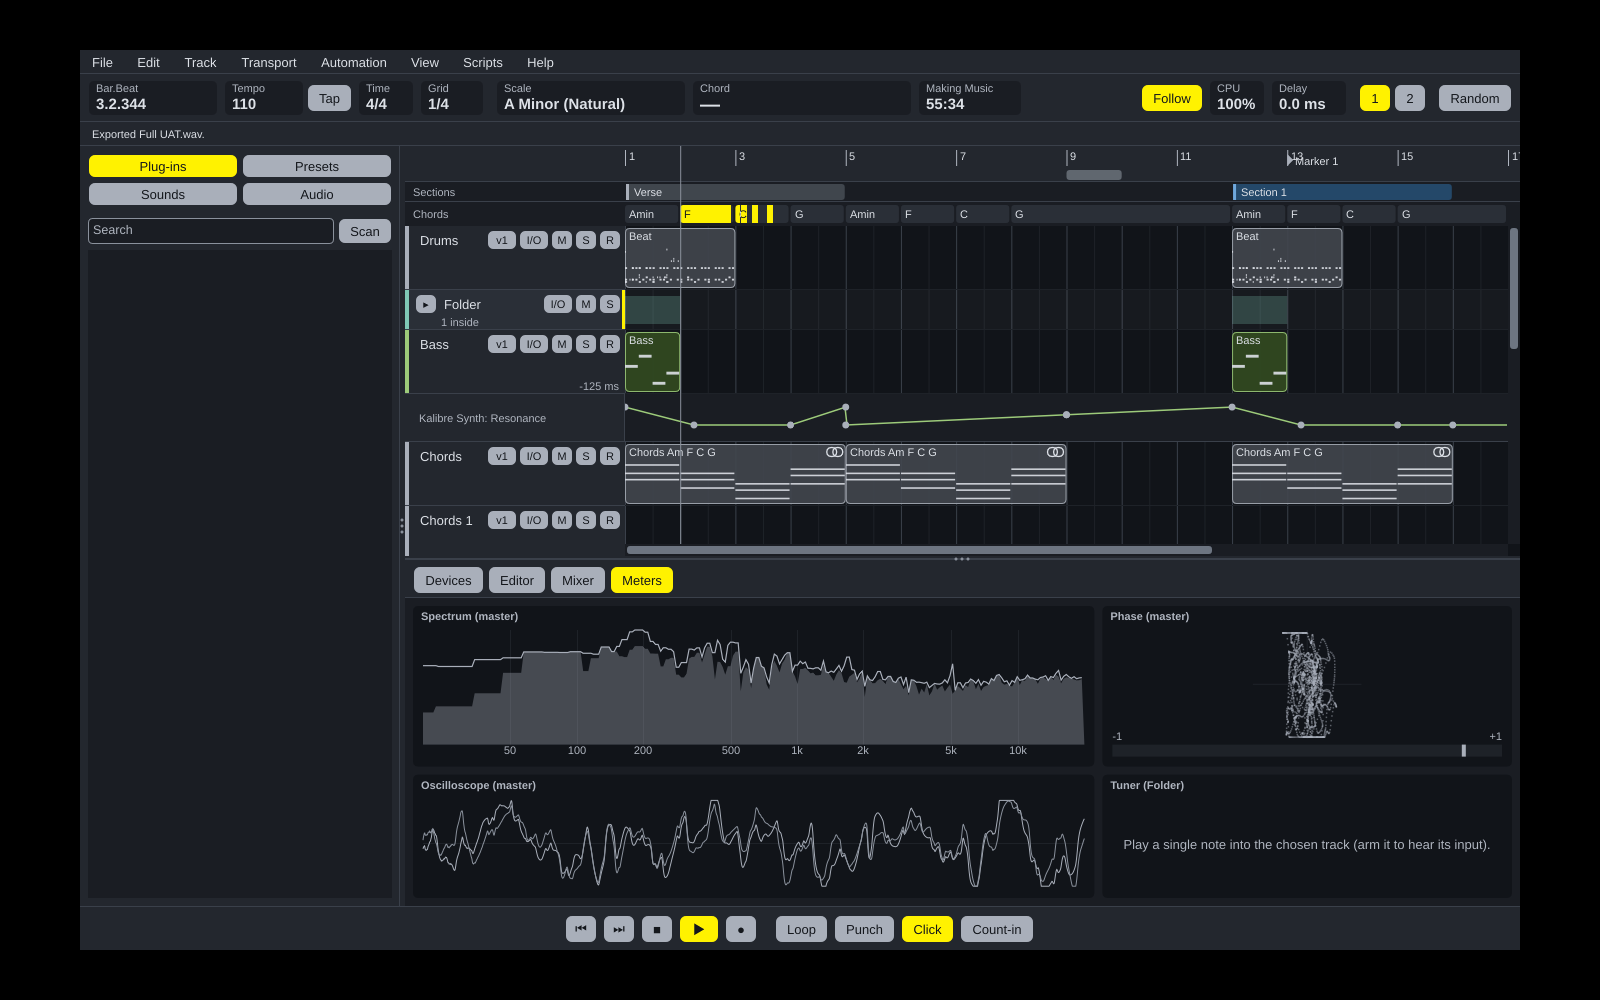 File Edit Track Transport Automation View Scripts Help
Bar.Beat Tempo Time Grid Scale Chord Making Music CPU Delay
3.2.344 110 Tap 4/4 1/4 A Minor (Natural) — 55:34 Follow 100% 0.0 ms 1 2 Random
Exported Full UAT.wav.
Plug-ins Presets
Sounds Audio
Search Scan
1 3 5 7 9 11 13 Marker 1 15
Sections Verse Section 1
Chords Amin F G Amin F C G Amin F C G
Drums v1 I/O M S R Beat Beat
Folder I/O M S
1 inside
Bass v1 I/O M S R Bass Bass
-125 ms
Kalibre Synth: Resonance
Chords v1 I/O M S R Chords Am F C G Chords Am F C G Chords Am F C G
Chords 1 v1 I/O M S R
Devices Editor Mixer Meters
Spectrum (master)
50 100 200 500 1k 2k 5k 10k
Phase (master)
-1 +1
Oscilloscope (master)
Tuner (Folder)
Play a single note into the chosen track (arm it to hear its input).
Loop Punch Click Count-in